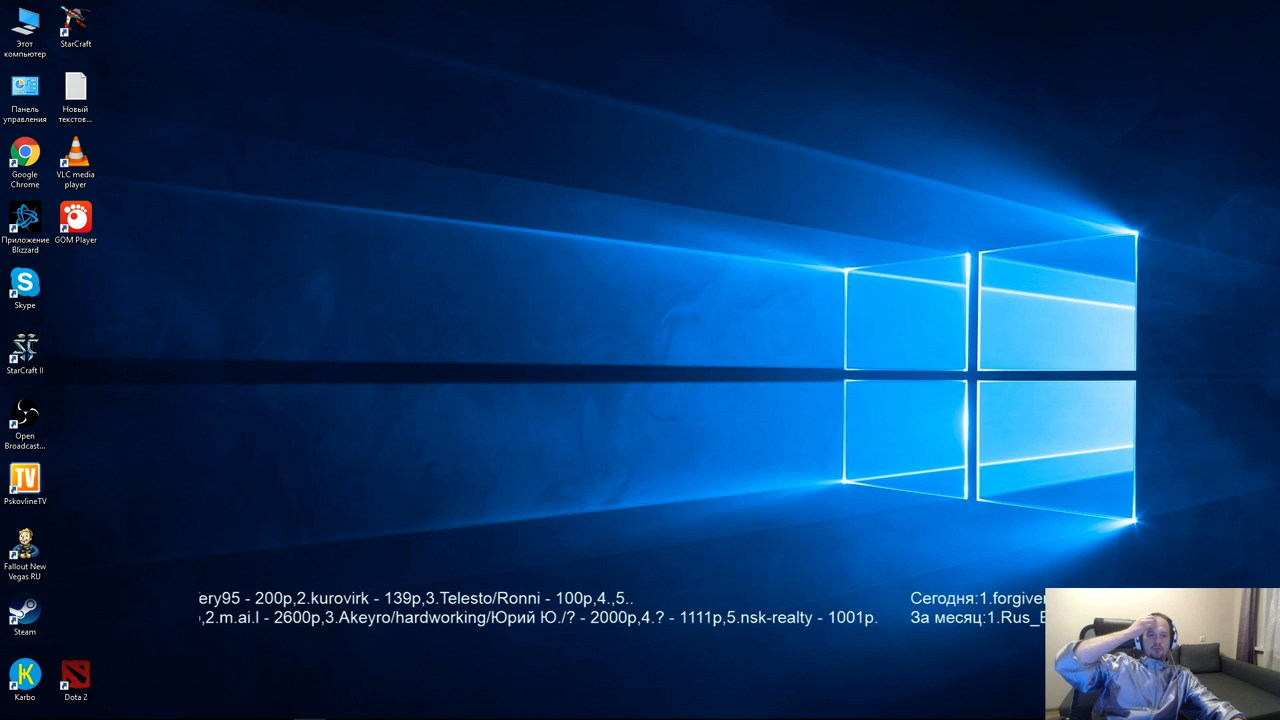 Этот
компьютер
StarCraft
Панель
управления
Новый
текстов...
Google
Chrome
VLC media
player
Приложение
Blizzard
GOM Player
Skype
StarCraft II
Open
Broadcast...
TV
PskovlineTV
Fallout New
Vegas RU
Steam
Karbo
Dota 2
ery95 - 200р,2.kurovirk - 139р,3.Telesto/Ronni - 100р,4.,5..
,2.m.ai.l - 2600р,3.Akeyro/hardworking/Юрий Ю./? - 2000р,4.? - 1111р,5.nsk-realty - 1001р.
Сегодня:1.forgiver
За месяц:1.Rus_